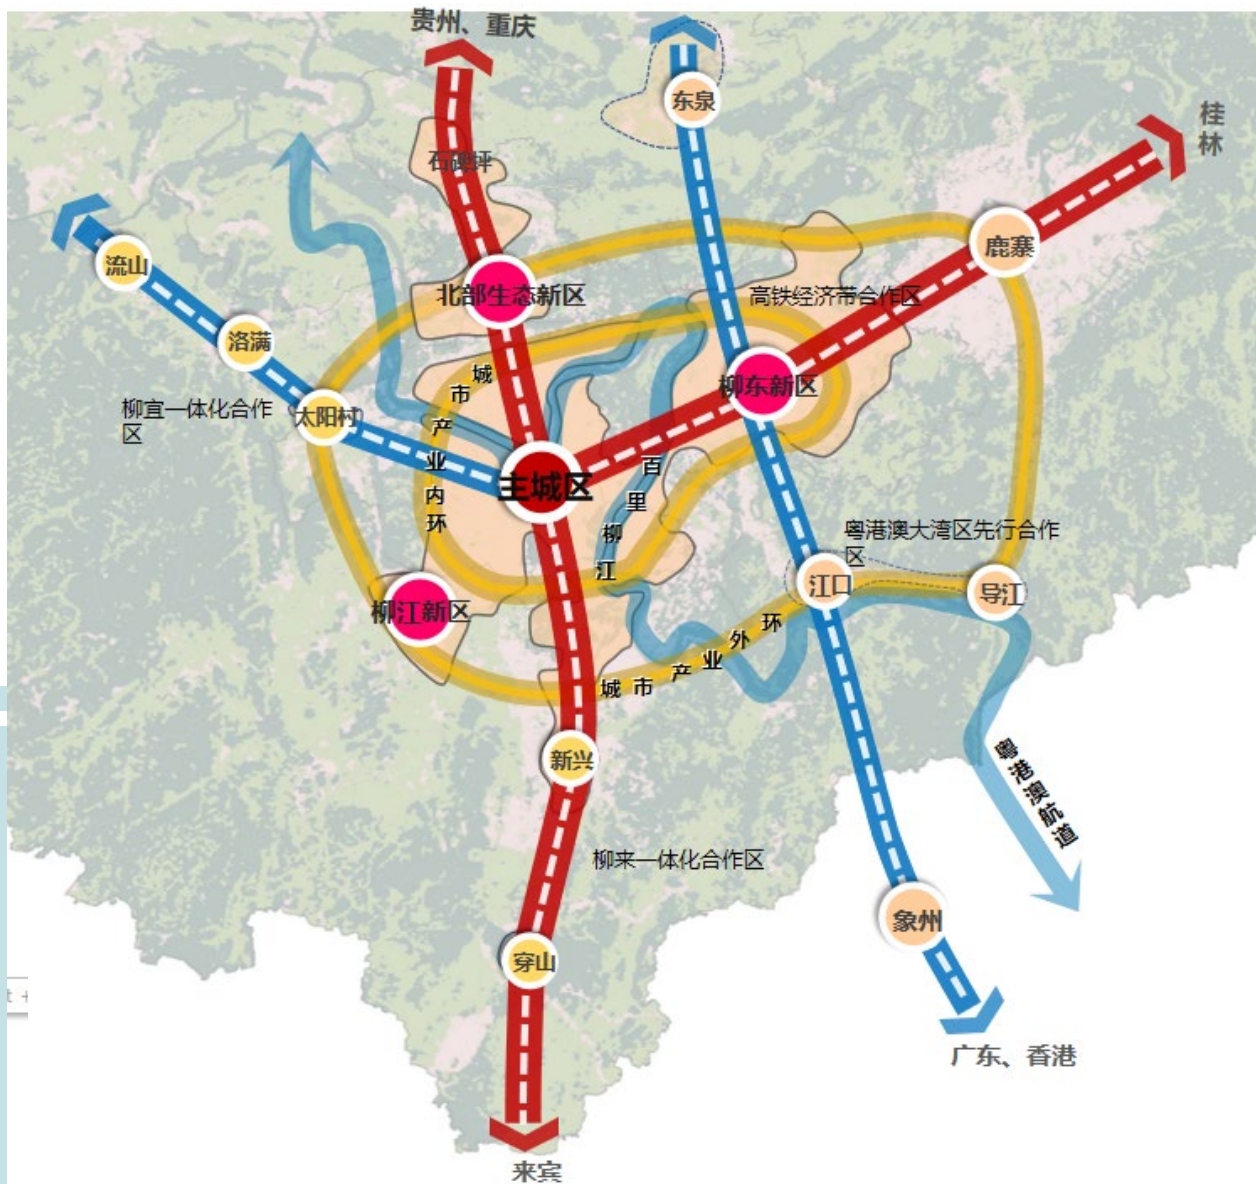 贵州、重庆
东泉
桂
林
石碑坪
鹿寨
流山
北部生态新区
高铁经济带合作区
洛满
城市产业内环
柳东新区
柳宜一体化合作
区
太阳村
主城区
百里柳江
粤港澳大湾区先行合作
区
江口
导江
柳江新区
城市产业外环
新兴
粤港澳航道
柳来一体化合作区
象州
穿山
广东、香港
来宾